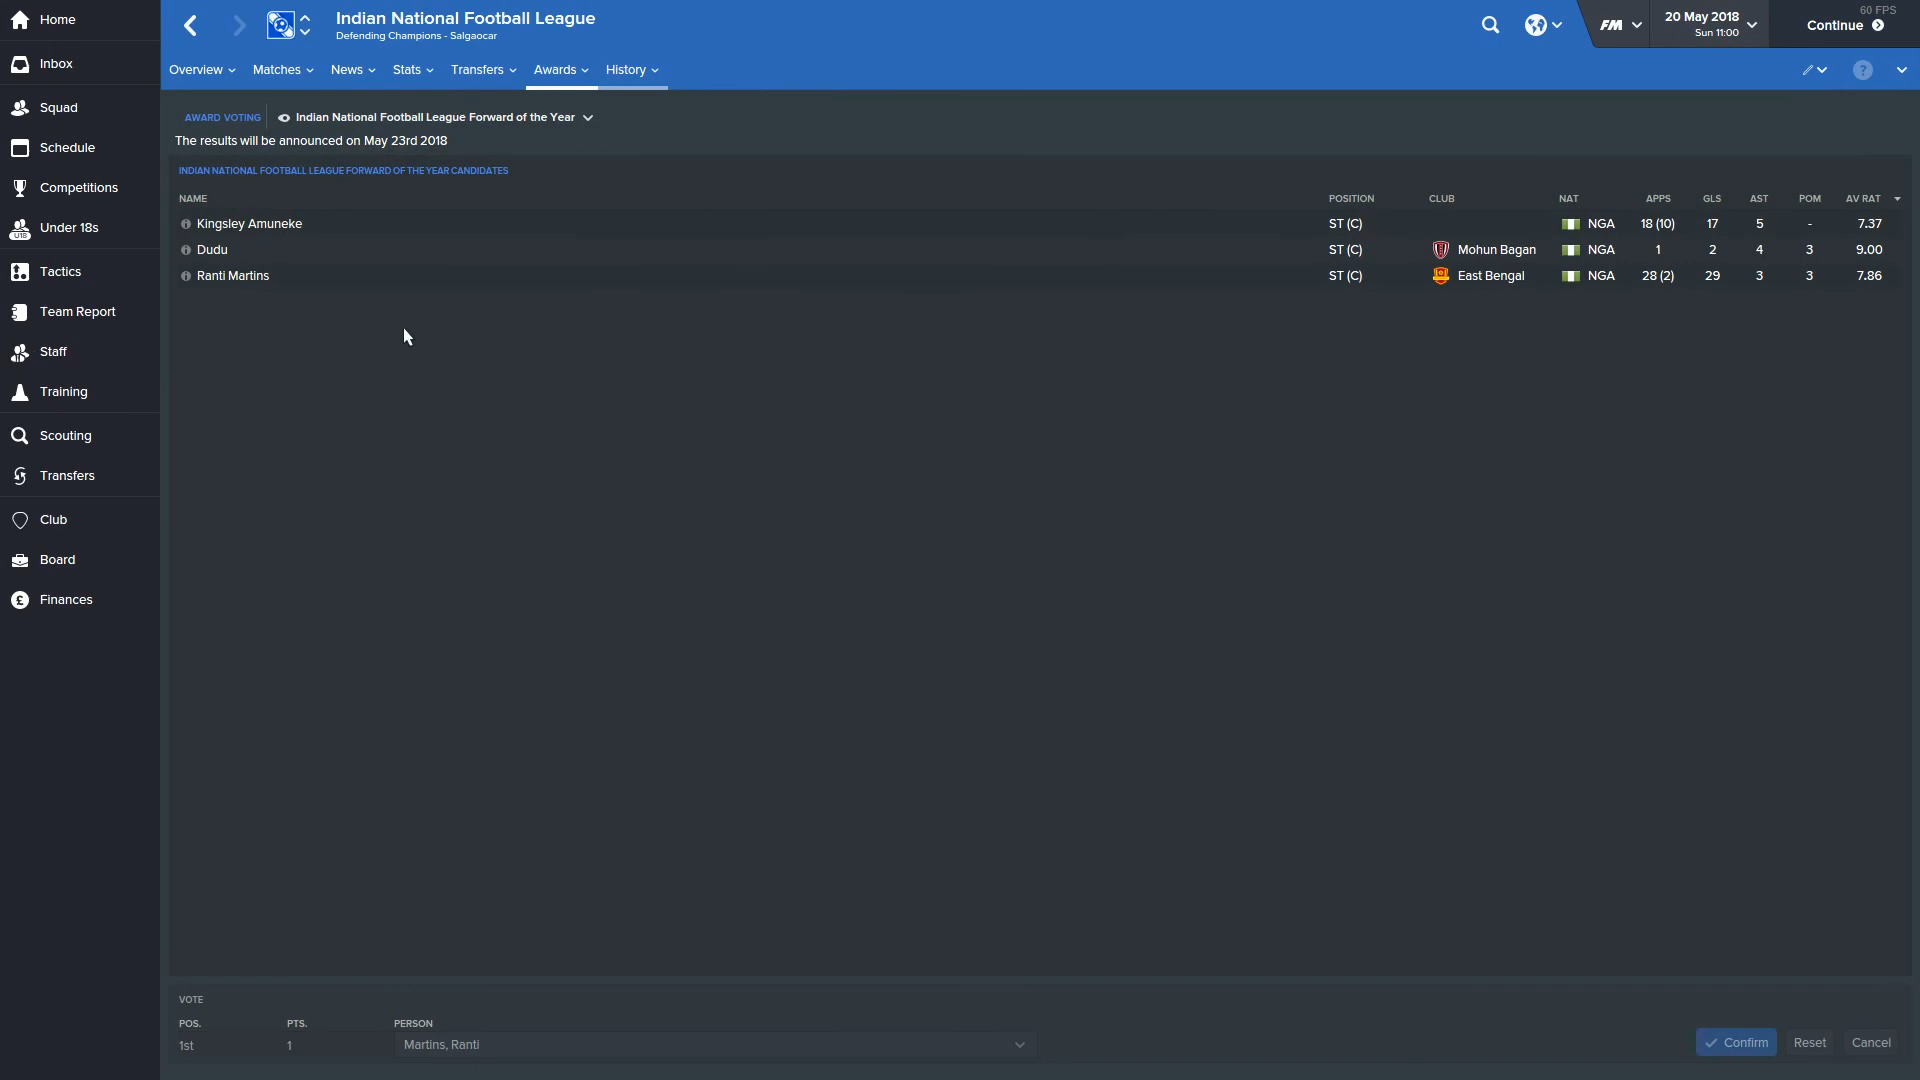 Home
Inbox
Squad
Schedule
Competitions
U18
Under 18s
Tactics
Team Report
Staff
Training
Scouting
Transfers
Club
Board
£
Finances
Indian National Football League
Defending Champions - Salgaocar
FM
20 May 2018
Sun 11:00
60 FPS
Continue
Overview Matches News Stats Transfers Awards History
?
AWARD VOTING Indian National Football League Forward of the Year
The results will be announced on May 23rd 2018
INDIAN NATIONAL FOOTBALL LEAGUE FORWARD OF THE YEAR CANDIDATES
NAME POSITION CLUB NAT APPS GLS AST POM AV RAT
Kingsley Amuneke ST (C) NGA 18 (10) 17 5 - 7.37
Dudu ST (C) Mohun Bagan NGA 1 2 4 3 9.00
Ranti Martins ST (C) East Bengal NGA 28 (2) 29 3 3 7.86
VOTE
POS. PTS. PERSON
1st 1 Martins, Ranti
Confirm Reset Cancel